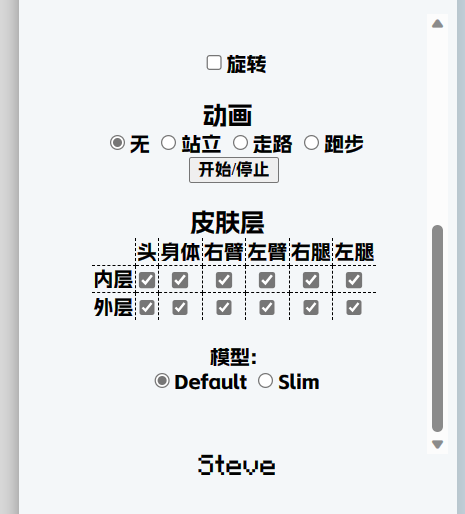 旋转
动画
无 站立 走路 跑步
开始/停止
皮肤层
头 身体 右臂 左臂 右腿 左腿
内层
外层
模型:
Default Slim
Steve